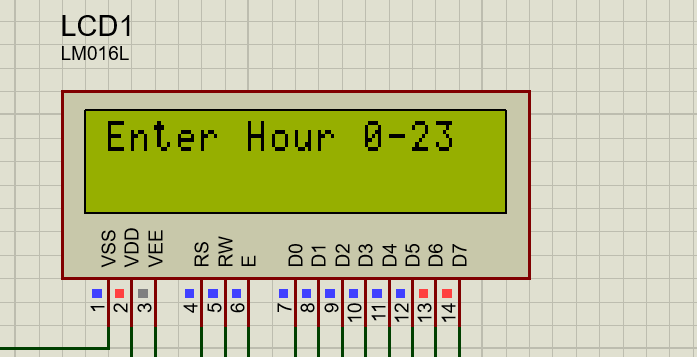 LCD1
LM016L
Enter Hour 0-23
VSS VDD VEE RS RW E D0 D1 D2 D3 D4 D5 D6 D7
1 2 3 4 5 6 7 8 9 10 11 12 13 14